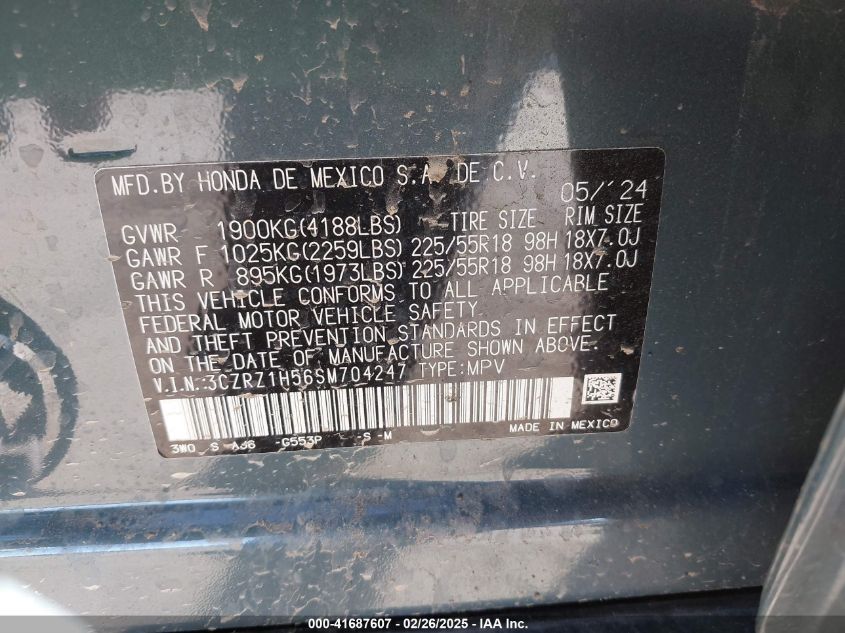 MFD.BY HONDA DE MEXICO S.A. DE C.V.
05/'24
GVWR 1900KG(4188LBS) TIRE SIZE RIM SIZE
GAWR F 1025KG(2259LBS) 225/55R18 98H 18X7.0J
GAWR R 895KG(1973LBS) 225/55R18 98H 18X7.0J
THIS VEHICLE CONFORMS TO ALL APPLICABLE
FEDERAL MOTOR VEHICLE SAFETY
AND THEFT PREVENTION STANDARDS IN EFFECT
ON THE DATE OF MANUFACTURE SHOWN ABOVE.
V.I.N.:3CZRZ1H56SM704247 TYPE:MPV
3W0 S A36 -G553P -S -M
MADE IN MEXICO
000-41687607 / 02/26/2025 - IAA Inc.